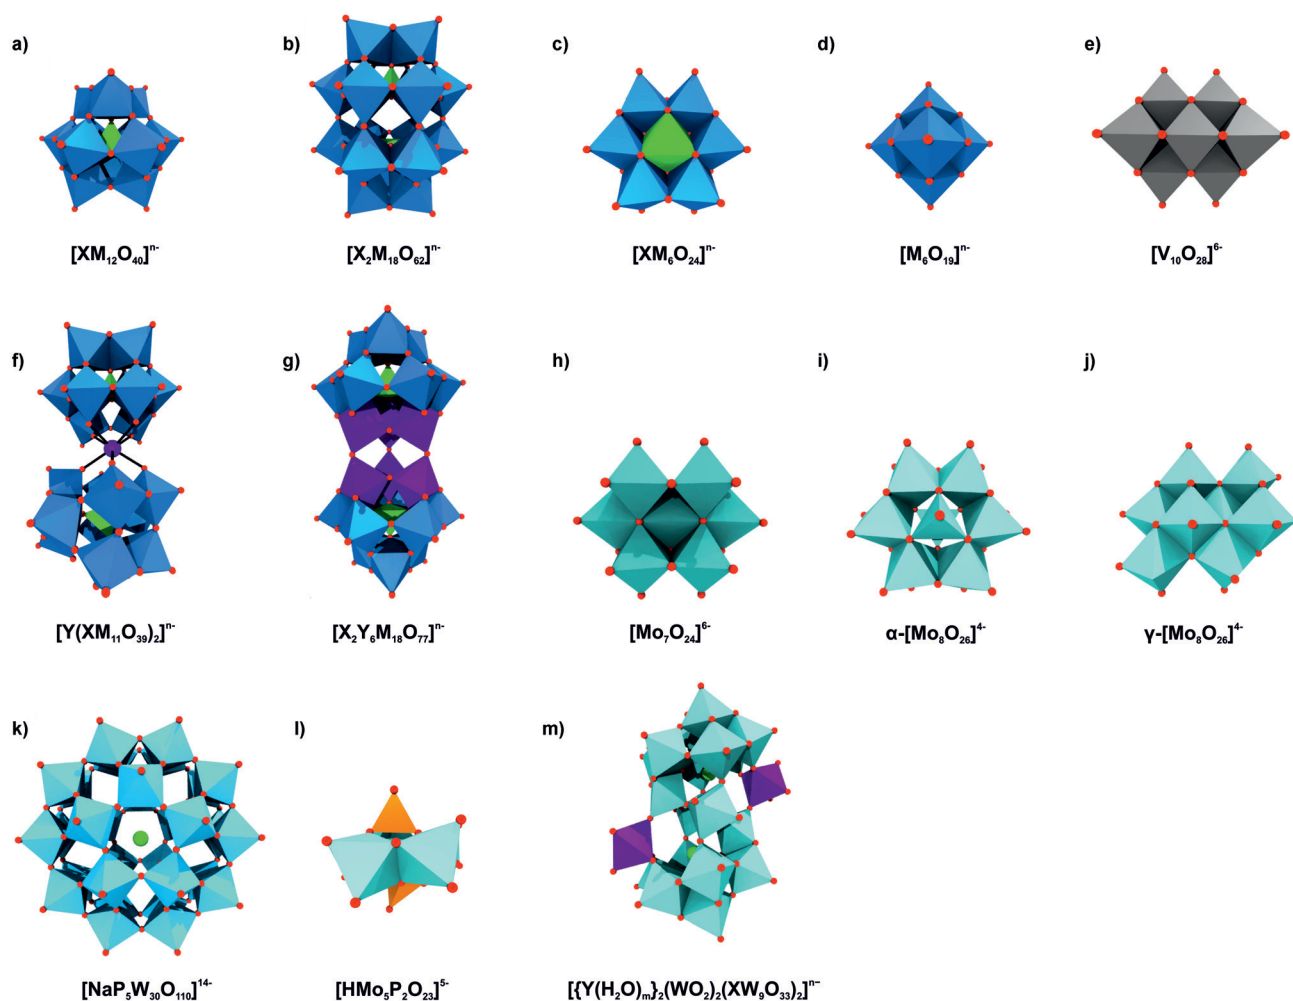 a)
b)
c)
d)
e)
[XM₁₂O₄₀]ⁿ⁻
[X₂M₁₈O₆₂]ⁿ⁻
[XM₆O₂₄]ⁿ⁻
[M₆O₁₉]ⁿ⁻
[V₁₀O₂₈]⁶⁻
f)
g)
h)
i)
j)
[Y(XM₁₁O₃₉)₂]ⁿ⁻
[X₂Y₆M₁₈O₇₇]ⁿ⁻
[Mo₇O₂₄]⁶⁻
α-[Mo₈O₂₆]⁴⁻
γ-[Mo₈O₂₆]⁴⁻
k)
l)
m)
[NaP₅W₃₀O₁₁₀]¹⁴⁻
[HMo₅P₂O₂₃]⁵⁻
[{Y(H₂O)ₘ}₂(WO₂)₂(XW₉O₃₃)₂]ⁿ⁻